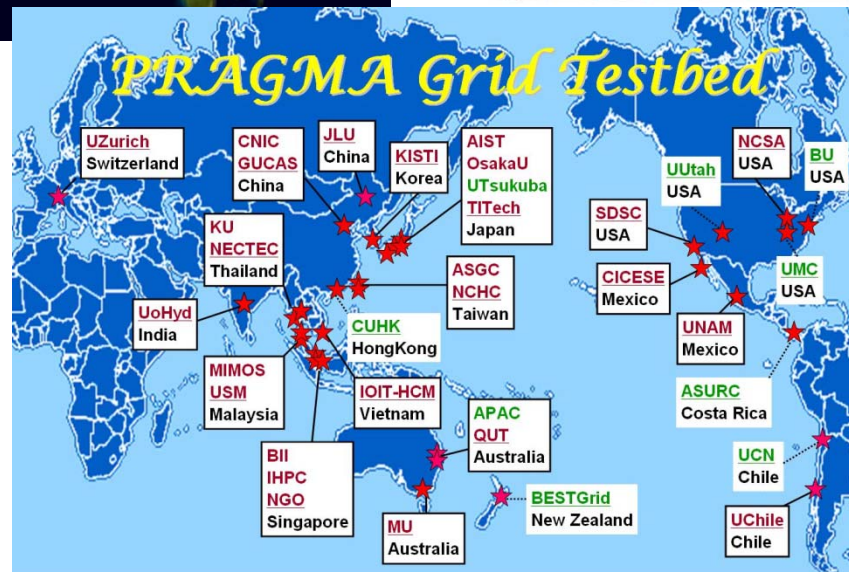 PRAGMA Grid Testbed
UZurich
Switzerland
CNIC
GUCAS
China
JLU
China
KISTI
Korea
AIST
OsakaU
UTsukuba
TITech
Japan
UUtah
USA
NCSA
USA
BU
USA
SDSC
USA
KU
NECTEC
Thailand
ASGC
NCHC
Taiwan
CICESE
Mexico
UMC
USA
UoHyd
India
CUHK
HongKong
UNAM
Mexico
MIMOS
USM
Malaysia
IOIT-HCM
Vietnam
ASURC
Costa Rica
APAC
QUT
Australia
UCN
Chile
BII
IHPC
NGO
Singapore
MU
Australia
BESTGrid
New Zealand
UChile
Chile